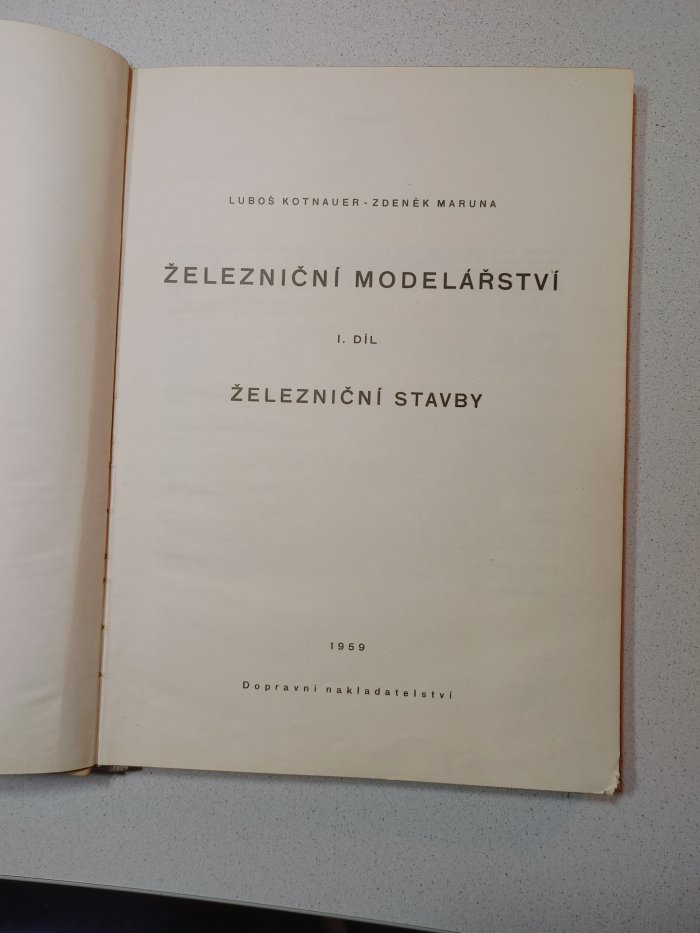 LUBOŠ KOTNAUER - ZDENĚK MARUNA
ŽELEZNIČNÍ MODELÁŘSTVÍ
I. DÍL
ŽELEZNIČNÍ STAVBY
1959
Dopravní nakladatelství